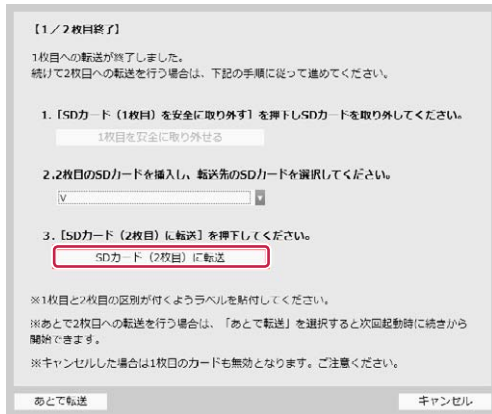 【1/2枚目終了】
1枚目への転送が終了しました。
続けて2枚目への転送を行う場合は、下記の手順に従って進めてください。
1.［SDカード（1枚目）を安全に取り外す］を押下しSDカードを取り外してください。
1枚目を安全に取り外せる
2.2枚目のSDカードを挿入し、転送先のSDカードを選択してください。
V
3.［SDカード（2枚目）に転送］を押下してください。
SDカード（2枚目）に転送
※1枚目と2枚目の区別が付くようラベルを貼付してください。
※あとで2枚目への転送を行う場合は、「あとで転送」を選択すると次回起動時に続きから
開始できます。
※キャンセルした場合は1枚目のカードも無効となります。ご注意ください。
あとで転送
キャンセル